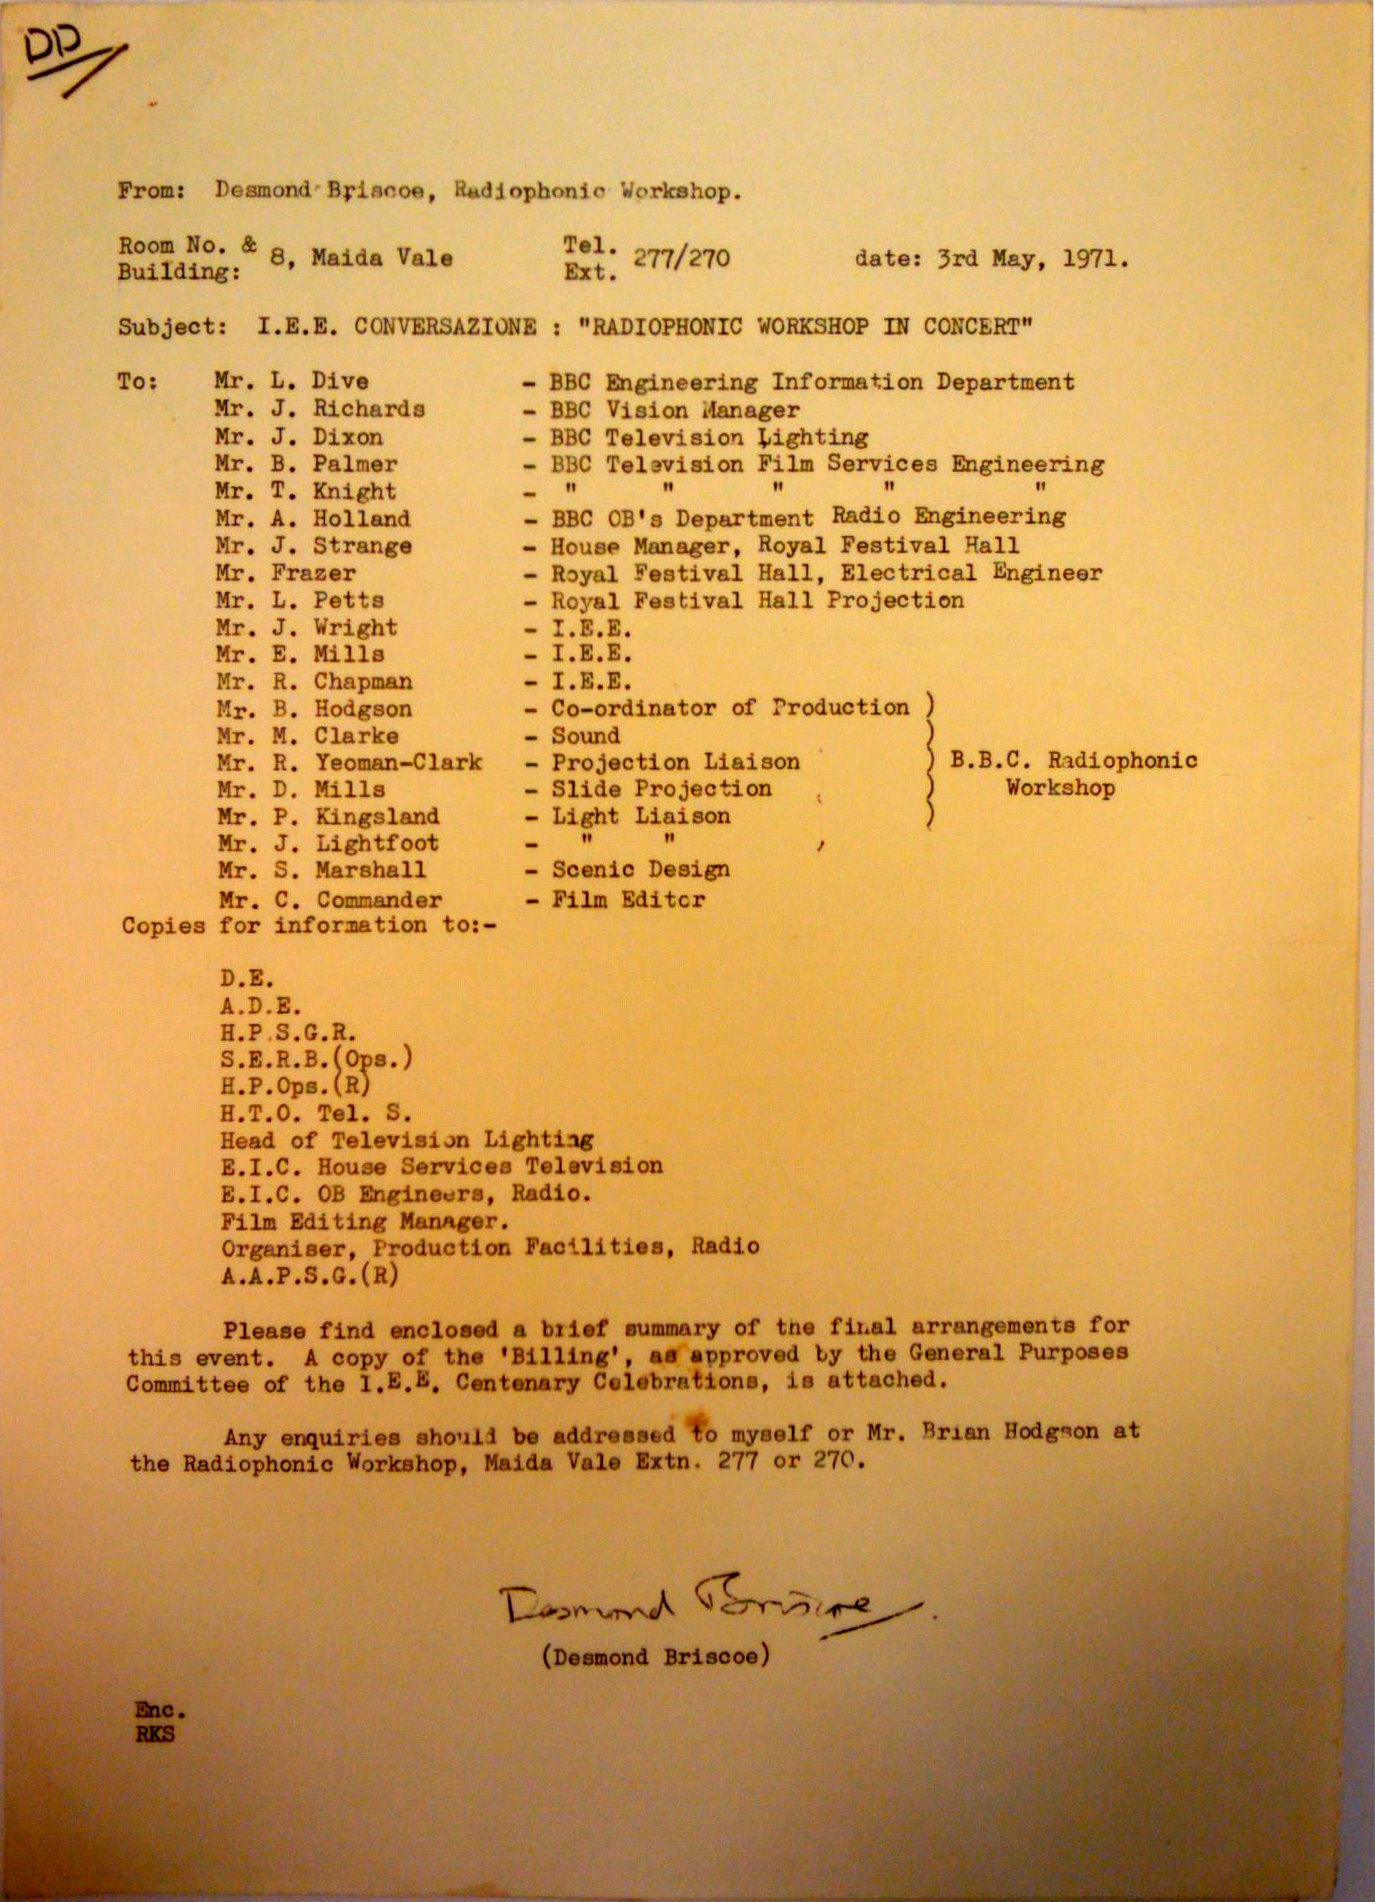 DD
From: Desmond Briscoe, Radiophonic Workshop.
Room No. & Building: 8, Maida Vale Tel. Ext. 277/270 date: 3rd May, 1971.
Subject: I.E.E. CONVERSAZIONE : "RADIOPHONIC WORKSHOP IN CONCERT"
To: Mr. L. Dive - BBC Engineering Information Department
Mr. J. Richards - BBC Vision Manager
Mr. J. Dixon - BBC Television Lighting
Mr. B. Palmer - BBC Television Film Services Engineering
Mr. T. Knight - " " " " "
Mr. A. Holland - BBC OB's Department Radio Engineering
Mr. J. Strange - House Manager, Royal Festival Hall
Mr. Frazer - Royal Festival Hall, Electrical Engineer
Mr. L. Petts - Royal Festival Hall Projection
Mr. J. Wright - I.E.E.
Mr. E. Mills - I.E.E.
Mr. R. Chapman - I.E.E.
Mr. B. Hodgson - Co-ordinator of Production )
Mr. M. Clarke - Sound )
Mr. R. Yeoman-Clark - Projection Liaison ) B.B.C. Radiophonic
Mr. D. Mills - Slide Projection ) Workshop
Mr. P. Kingsland - Light Liaison )
Mr. J. Lightfoot - " "
Mr. S. Marshall - Scenic Design
Mr. C. Commander - Film Editor
Copies for information to:-
D.E.
A.D.E.
H.P.S.G.R.
S.E.R.B.(Ops.)
H.P.Ops.(R)
H.T.O. Tel. S.
Head of Television Lighting
E.I.C. House Services Television
E.I.C. OB Engineers, Radio.
Film Editing Manager.
Organiser, Production Facilities, Radio
A.A.P.S.G.(R)
Please find enclosed a brief summary of the final arrangements for
this event. A copy of the 'Billing', as approved by the General Purposes
Committee of the I.E.E. Centenary Celebrations, is attached.
Any enquiries should be addressed to myself or Mr. Brian Hodgson at
the Radiophonic Workshop, Maida Vale Extn. 277 or 270.
Desmond Briscoe.
(Desmond Briscoe)
Enc.
RKS